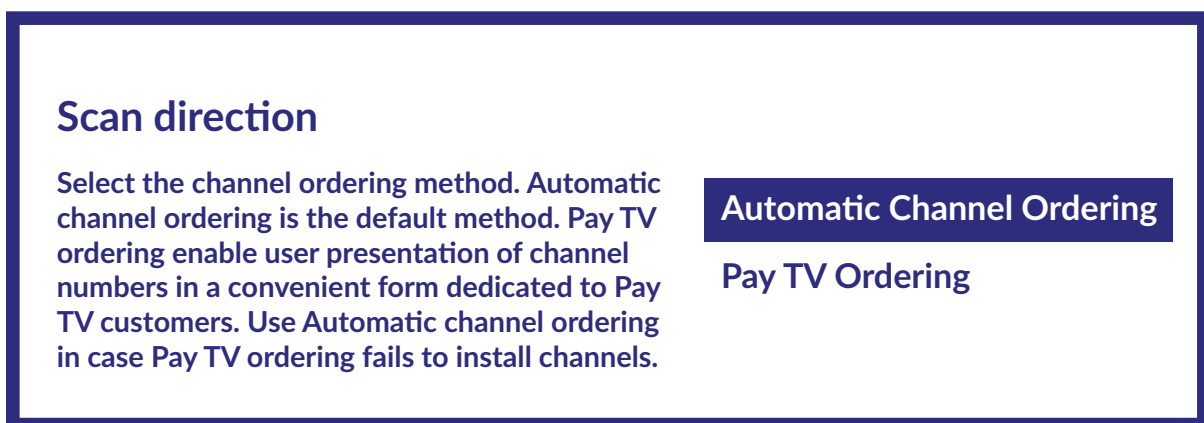 Scan direction
Select the channel ordering method. Automatic
channel ordering is the default method. Pay TV
ordering enable user presentation of channel
numbers in a convenient form dedicated to Pay
TV customers. Use Automatic channel ordering
in case Pay TV ordering fails to install channels.
Automatic Channel Ordering
Pay TV Ordering